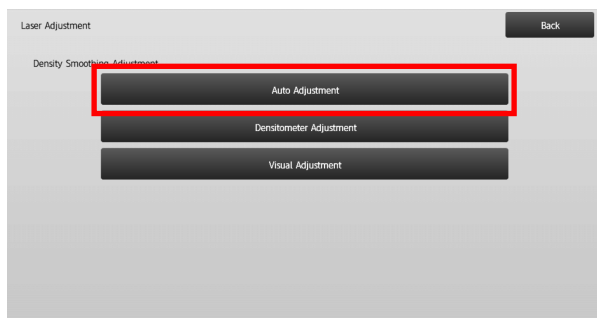 Laser Adjustment
Back
Density Smoothing Adjustment
Auto Adjustment
Densitometer Adjustment
Visual Adjustment